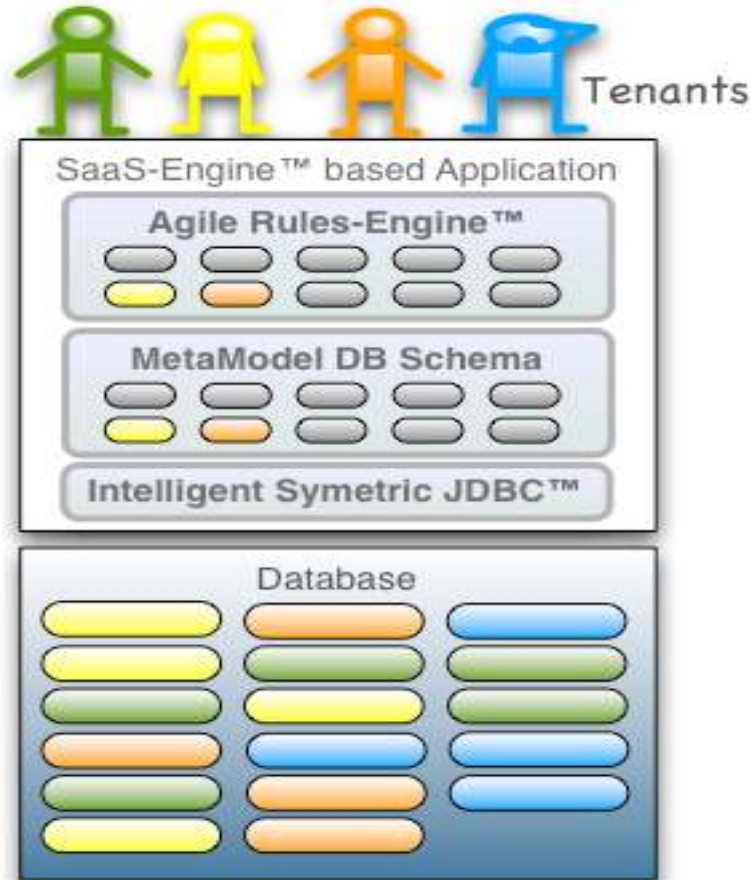 Tenants
SaaS-Engine™ based Application
Agile Rules-Engine™
MetaModel DB Schema
Intelligent Symetric JDBC™
Database